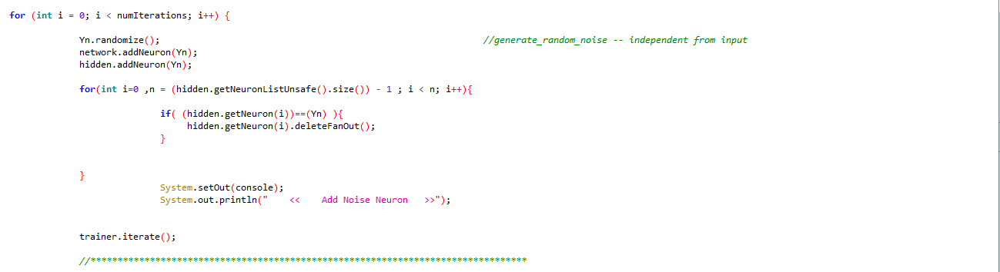 for (int i = 0; i < numIterations; i++) {
Yn.randomize(); //generate_random_noise -- independent from input
network.addNeuron(Yn);
hidden.addNeuron(Yn);
for(int i=0 ,n = (hidden.getNeuronListUnsafe().size()) - 1 ; i < n; i++){
if( (hidden.getNeuron(i))==(Yn) ){
hidden.getNeuron(i).deleteFanOut();
}
}
System.setOut(console);
System.out.println("    <<    Add Noise Neuron   >>");
trainer.iterate();
//*********************************************************************************